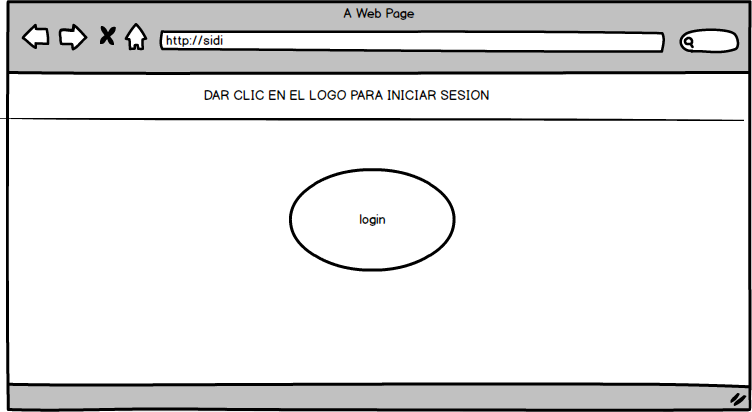 A Web Page
http://sidi
DAR CLIC EN EL LOGO PARA INICIAR SESION
login